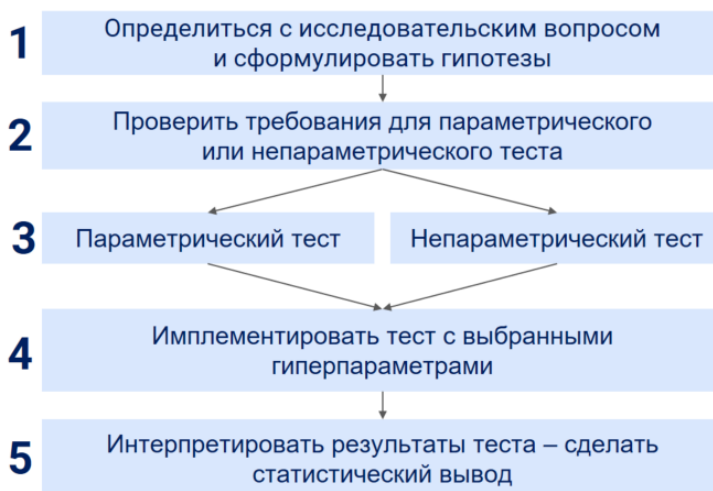 1
Определиться с исследовательским вопросом
и сформулировать гипотезы
2
Проверить требования для параметрического
или непараметрического теста
3
Параметрический тест
Непараметрический тест
4
Имплементировать тест с выбранными
гиперпараметрами
5
Интерпретировать результаты теста – сделать
статистический вывод